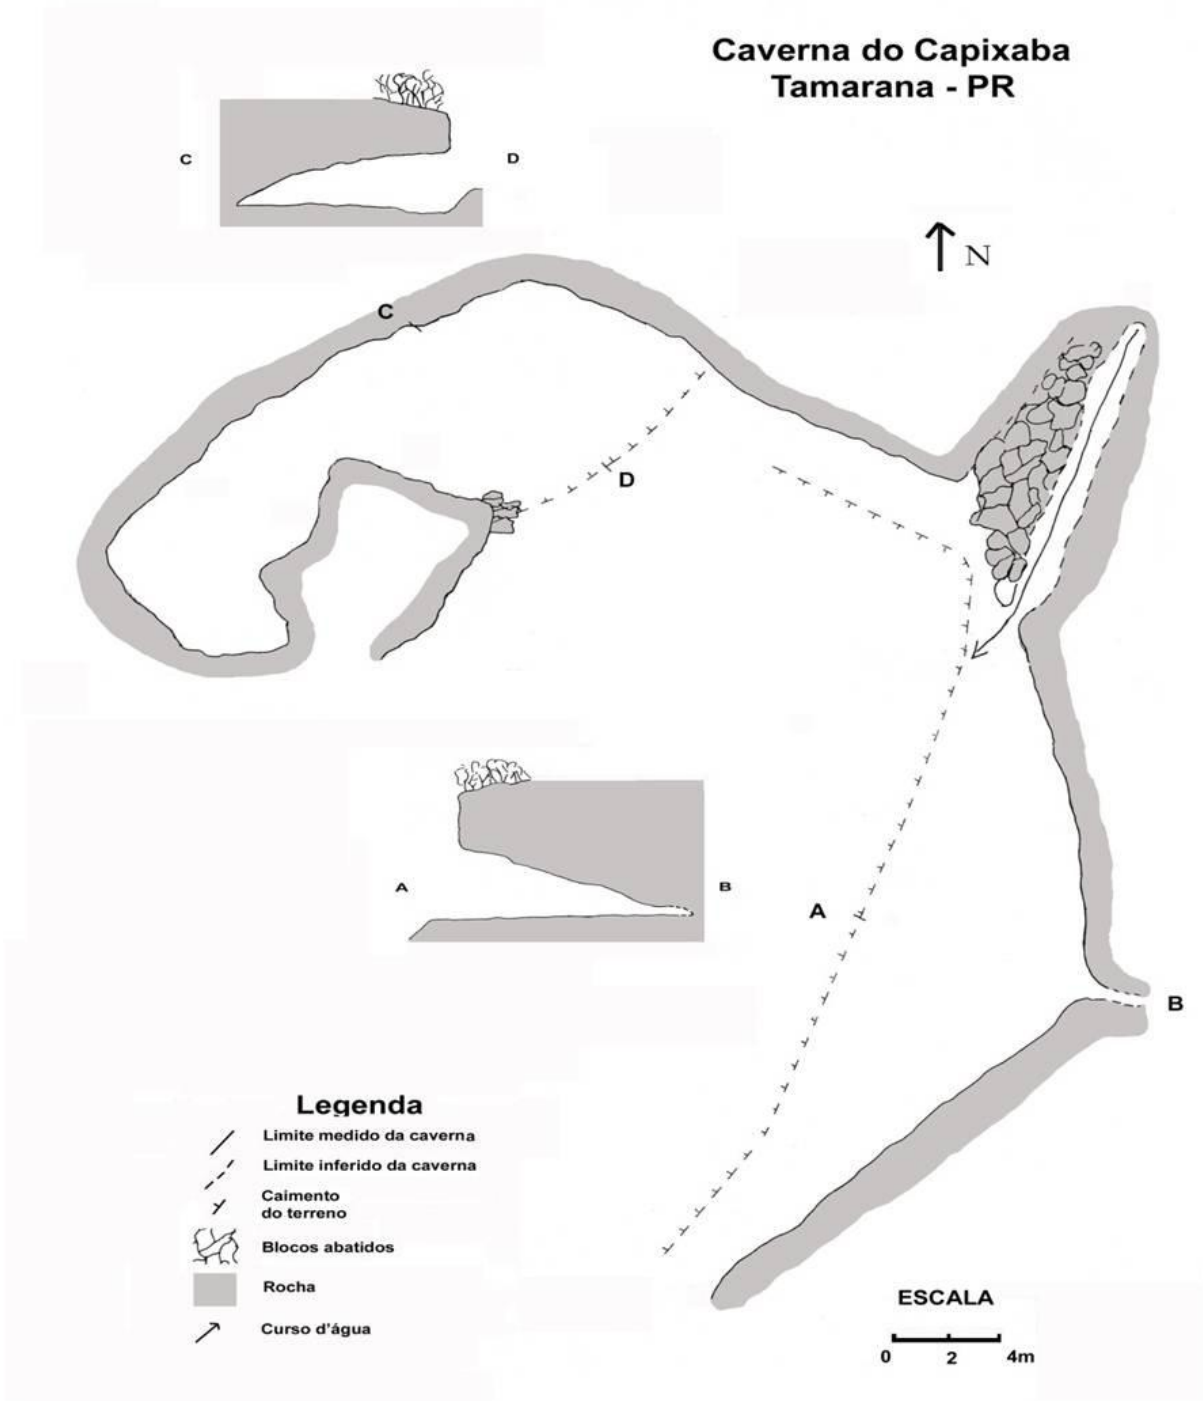 Caverna do Capixaba
Tamarana - PR
C
D
N
C
D
A
B
A
B
Legenda
Limite medido da caverna
Limite inferido da caverna
Caimento
do terreno
Blocos abatidos
Rocha
Curso d'água
ESCALA
0 2 4m